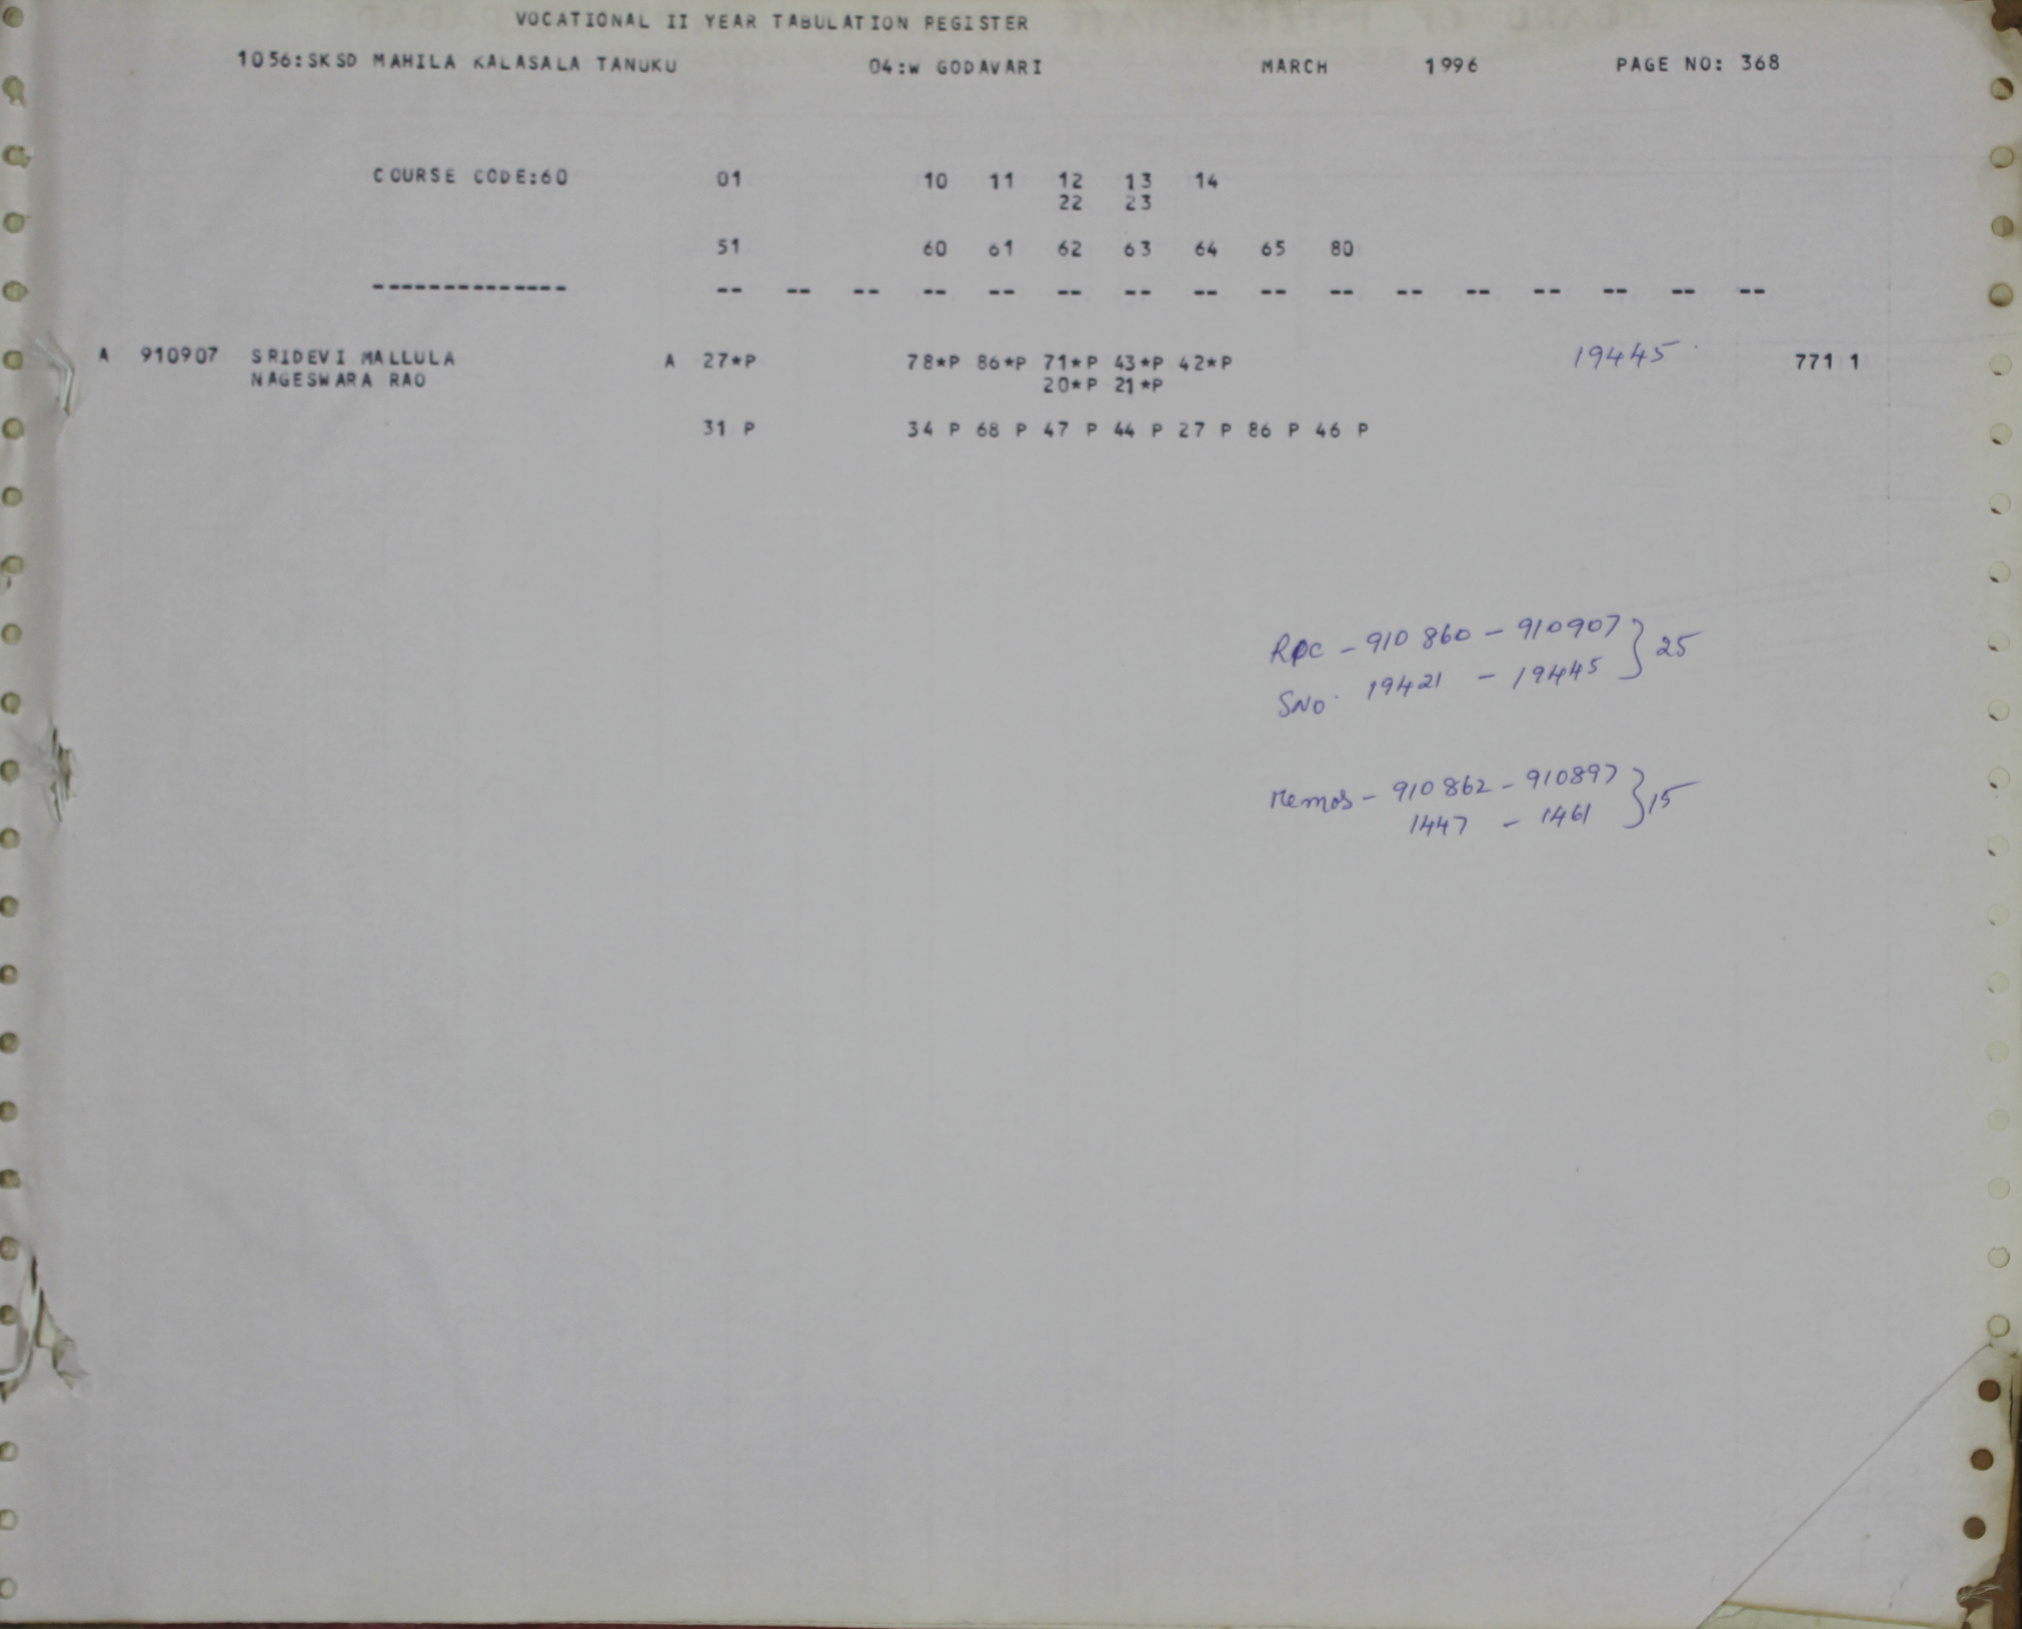 VOCATIONAL II YEAR TABULATION REGISTER
1056:SKSD MAHILA KALASALA TANUKU 04:W GODAVARI MARCH 1996 PAGE NO: 368
COURSE CODE:60 01 10 11 12 13 14
22 23
51 60 61 62 63 64 65 80
-------------- -- -- -- -- -- -- -- -- -- -- -- -- -- -- -- --
A 910907 SRIDEVI MALLULA A 27*P 78*P 86*P 71*P 43*P 42*P 19445 771 1
NAGESWARA RAO 20*P 21*P
31 P 34 P 68 P 47 P 44 P 27 P 86 P 46 P
Rpc - 910860 - 910907 } 25
SNO. 19421 - 19445
Memos - 910862 - 910897 } 15
1447 - 1461